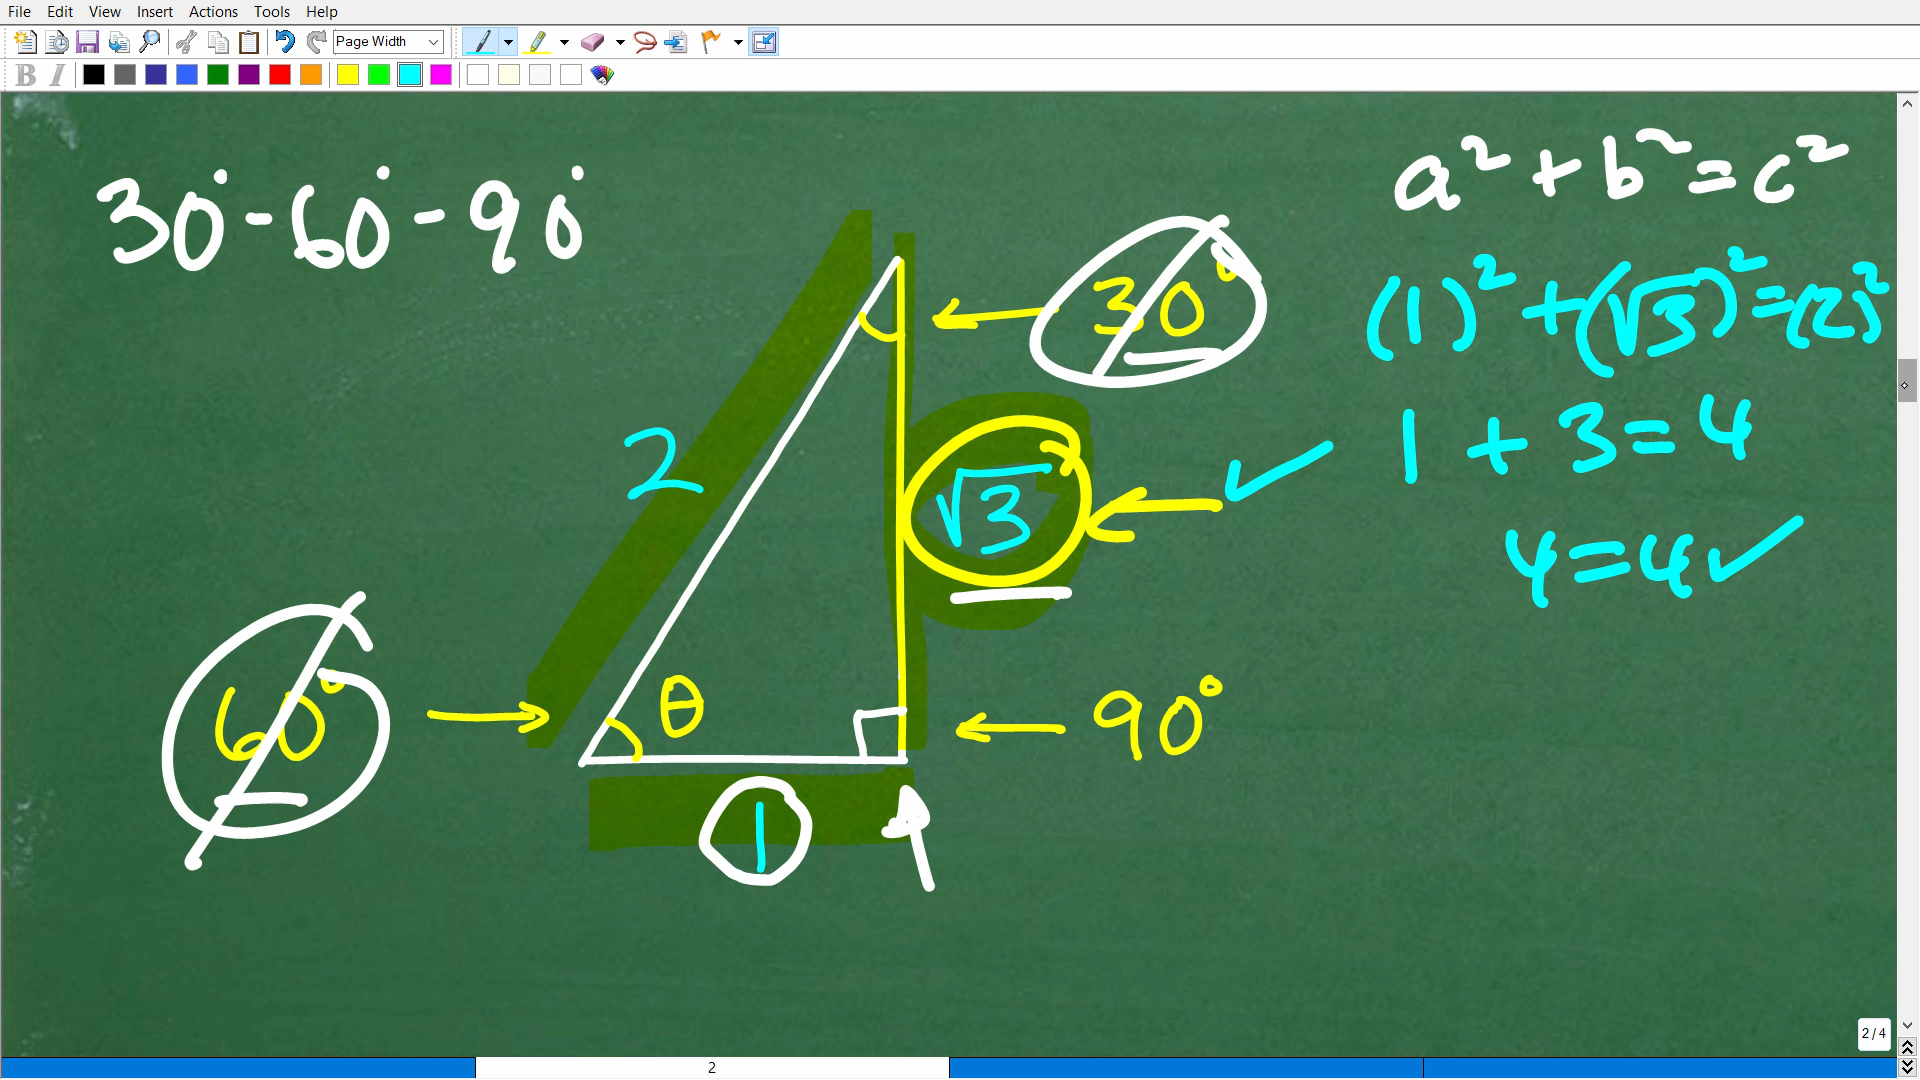 File Edit View Insert Actions Tools Help
Page Width
B I
30° - 60° - 90°
a² + b² = c²
(1)² + (√3)² = (2)²
30°
1 + 3 = 4
2
√3
4 = 4 ✓
60°
θ
90°
1
2 / 4
2